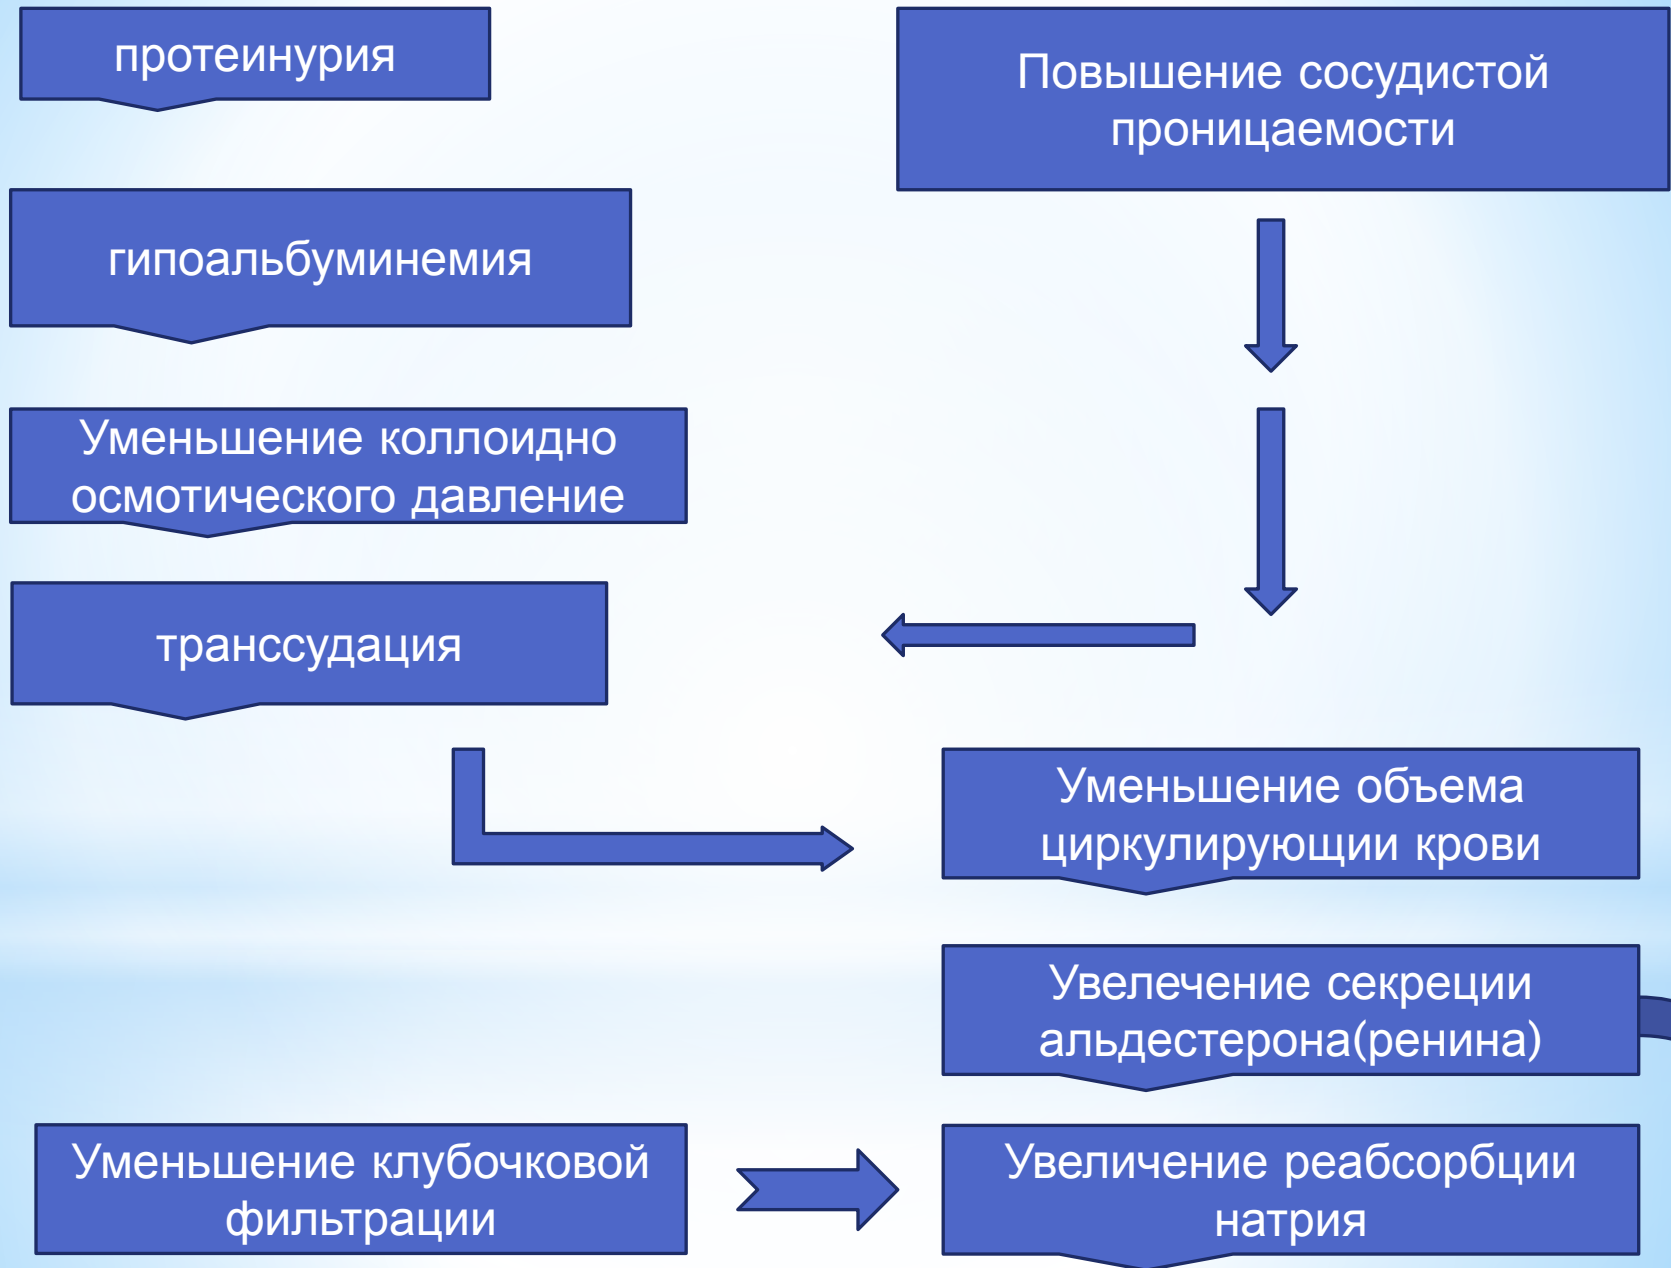 протеинурия
Повышение сосудистой
проницаемости
гипоальбуминемия
Уменьшение коллоидно
осмотического давление
транссудация
Уменьшение объема
циркулирующии крови
Увелечение секреции
альдестерона(ренина)
Уменьшение клубочковой
фильтрации
Увеличение реабсорбции
натрия